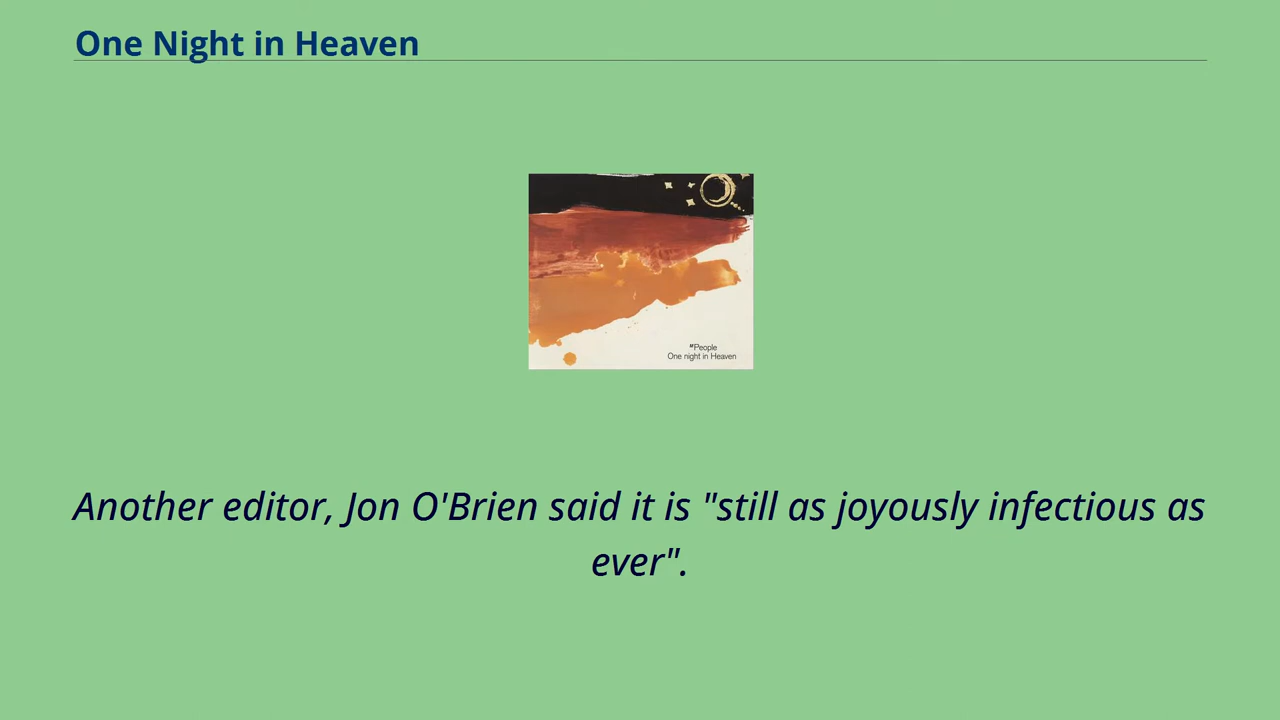 One Night in Heaven
"People
One night in Heaven
Another editor, Jon O'Brien said it is "still as joyously infectious as
ever".